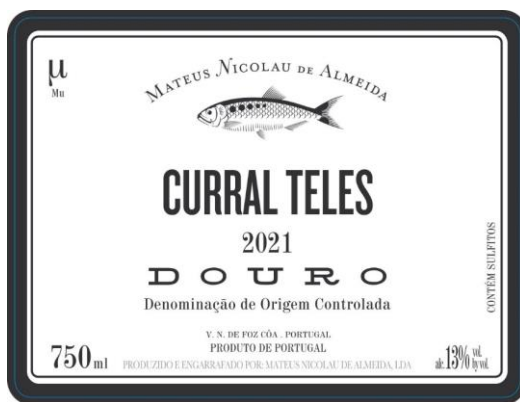 µ
Mu
MATEUS NICOLAU DE ALMEIDA
CURRAL TELES
2021
DOURO
Denominação de Origem Controlada
V. N. DE FOZ CÔA . PORTUGAL
PRODUTO DE PORTUGAL
PRODUZIDO E ENGARRAFADO POR: MATEUS NICOLAU DE ALMEIDA, LDA
750 ml
alc. 13% vol.
by vol.
CONTÉM SULFITOS